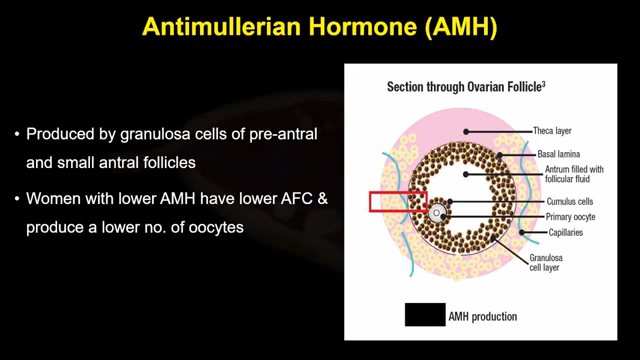 Antimullerian Hormone (AMH)
• Produced by granulosa cells of pre-antral
and small antral follicles
• Women with lower AMH have lower AFC &
produce a lower no. of oocytes
Section through Ovarian Follicle³
Theca layer
Basal lamina
Antrum filled with
follicular fluid
Cumulus cells
Primary oocyte
Capillaries
Granulosa
cell layer
AMH production